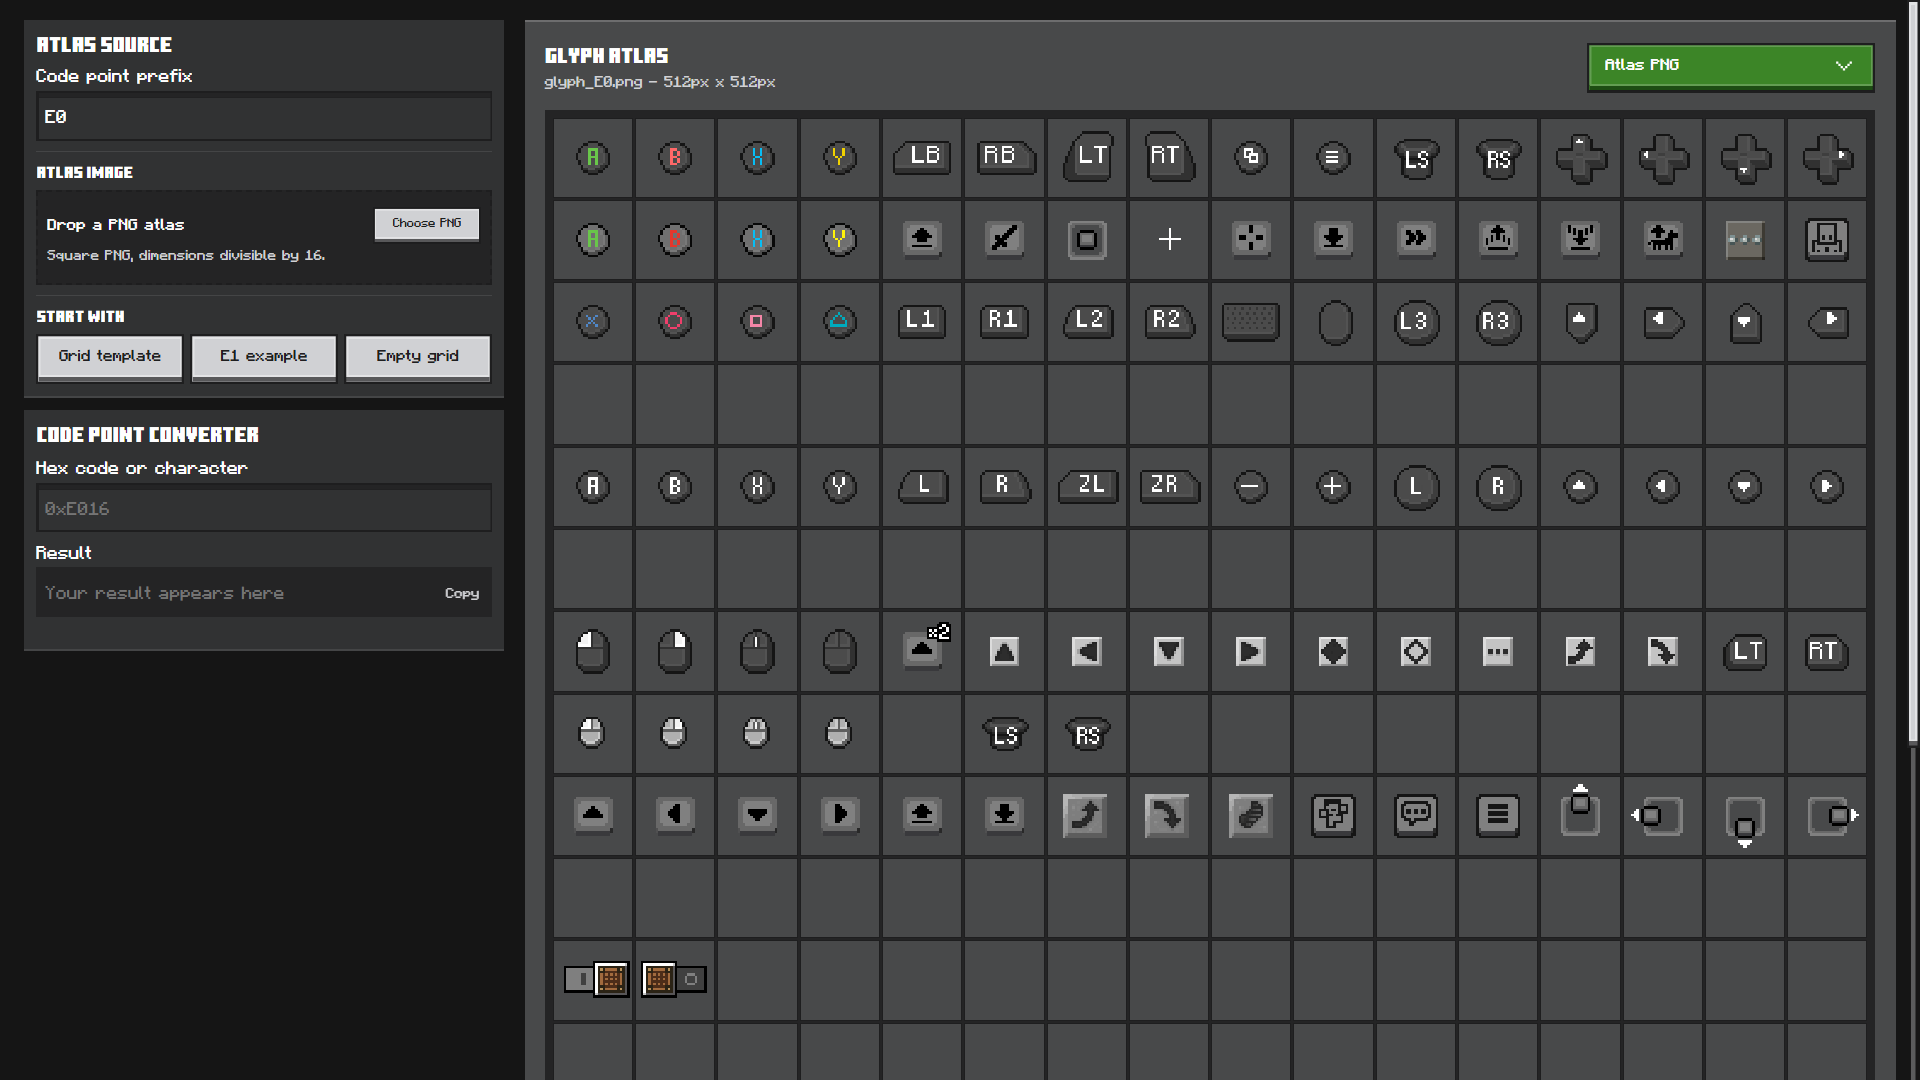 ATLAS SOURCE
Code point prefix
E0
ATLAS IMAGE
Drop a PNG atlas
Choose PNG
Square PNG, dimensions divisible by 16.
START WITH
Grid template
E1 example
Empty grid
CODE POINT CONVERTER
Hex code or character
0xE016
Result
Your result appears here
Copy
GLYPH ATLAS
glyph_E0.png - 512px x 512px
Atlas PNG
A B X Y LB RB LT RT LS RS
A B X Y
L1 R1 L2 R2 L3 R3
A B X Y L R ZL ZR L R
x2 LT RT
LS RS